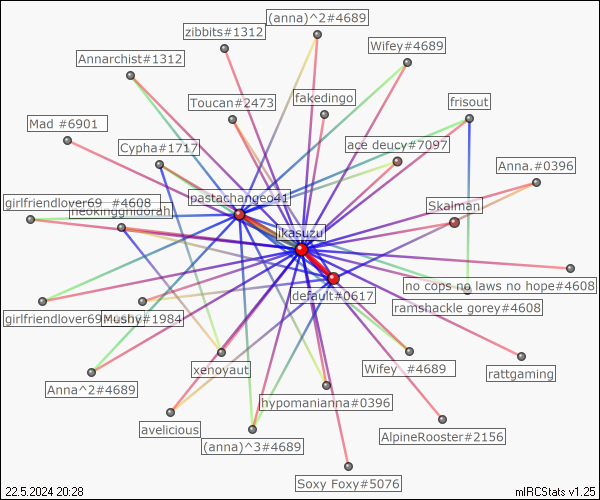 (anna)^2#4689
zibbits#1312
Wifey#4689
Annarchist#1312
Toucan#2473
fakedingo
frisout
Mad #6901
Cypha#1717
ace deucy#7097
Anna.#0396
pastachangeo41
girlfriendlover69 #4608
neokingghidorah
Skalman
ikasuzu
no cops no laws no hope#4608
default#0617
ramshackle gorey#4608
girlfriendlover69
Mushy#1984
xenoyaut
Wifey #4689
rattgaming
Anna^2#4689
hypomanianna#0396
avelicious
(anna)^3#4689
AlpineRooster#2156
Soxy Foxy#5076
22.5.2024 20:28
mIRCStats v1.25